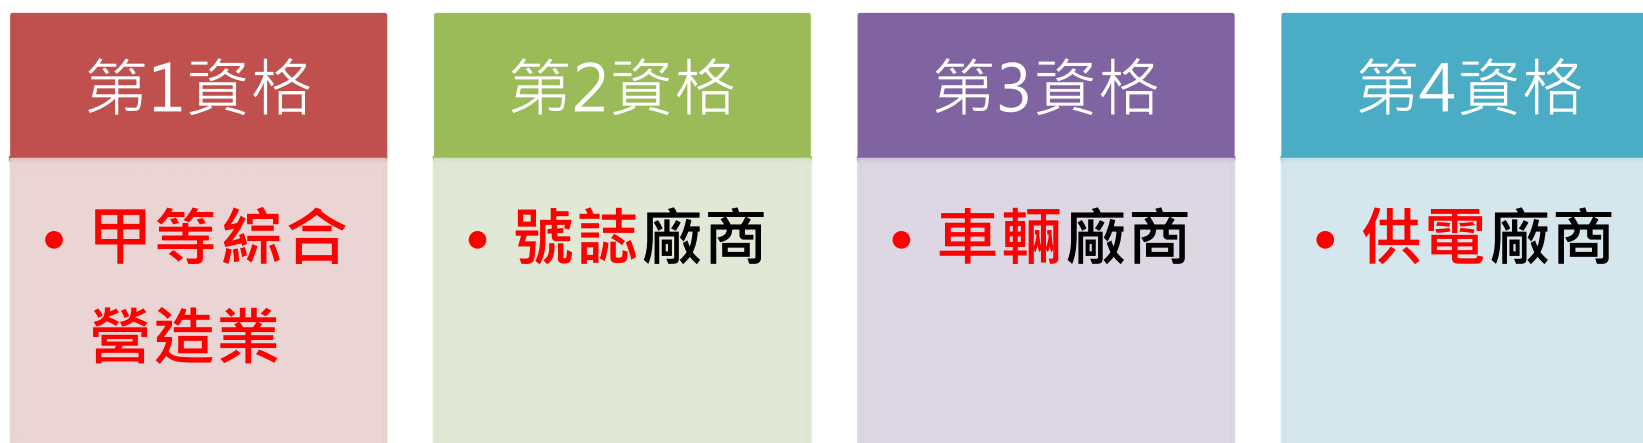 第1資格
• 甲等綜合
營造業
第2資格
• 號誌廠商
第3資格
• 車輛廠商
第4資格
• 供電廠商